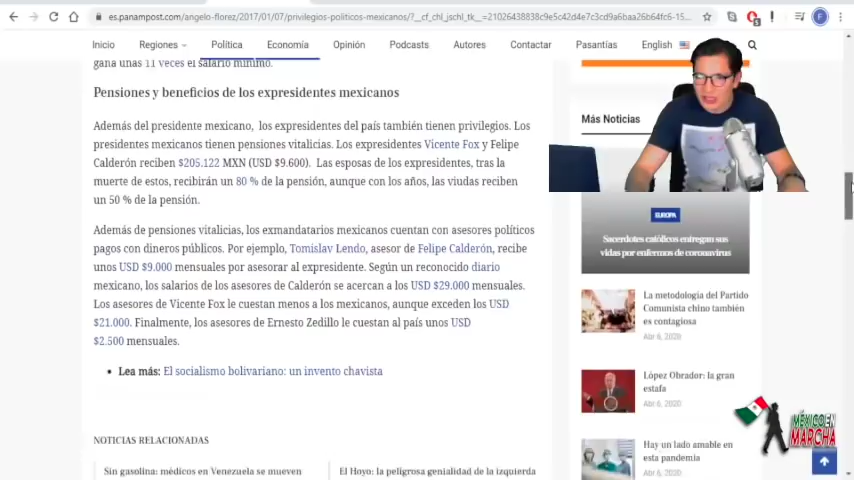 es.panampost.com/angelo-florez/2017/01/07/privilegios-politicos-mexicanos/?__cf_chl_jschl_tk__=21026438838c9e5c42d4e7c3cd9a6baa26b64fc6-15...
Inicio Regiones Política Economía Opinión Podcasts Autores Contactar Pasantías English
gana unas 11 veces el salario mínimo.
Pensiones y beneficios de los expresidentes mexicanos
Además del presidente mexicano, los expresidentes del país también tienen privilegios. Los
presidentes mexicanos tienen pensiones vitalicias. Los expresidentes Vicente Fox y Felipe
Calderón reciben $205.122 MXN (USD $9.600). Las esposas de los expresidentes, tras la
muerte de estos, recibirán un 80 % de la pensión, aunque con los años, las viudas reciben
un 50 % de la pensión.
Además de pensiones vitalicias, los exmandatarios mexicanos cuentan con asesores políticos
pagos con dineros públicos. Por ejemplo, Tomislav Lendo, asesor de Felipe Calderón, recibe
unos USD $9.000 mensuales por asesorar al expresidente. Según un reconocido diario
mexicano, los salarios de los asesores de Calderón se acercan a los USD $29.000 mensuales.
Los asesores de Vicente Fox le cuestan menos a los mexicanos, aunque exceden los USD
$21.000. Finalmente, los asesores de Ernesto Zedillo le cuestan al país unos USD
$2.500 mensuales.
• Lea más: El socialismo bolivariano: un invento chavista
NOTICIAS RELACIONADAS
Sin gasolina: médicos en Venezuela se mueven
El Hoyo: la peligrosa genialidad de la izquierda
Más Noticias
EUROPA
Sacerdotes católicos entregan sus
vidas por enfermos de coronavirus
La metodología del Partido
Comunista chino también
es contagiosa
Abr 6, 2020
López Obrador: la gran
estafa
Abr 6, 2020
Hay un lado amable en
esta pandemia
Abr 6, 2020
MÉXICO EN
MARCHA